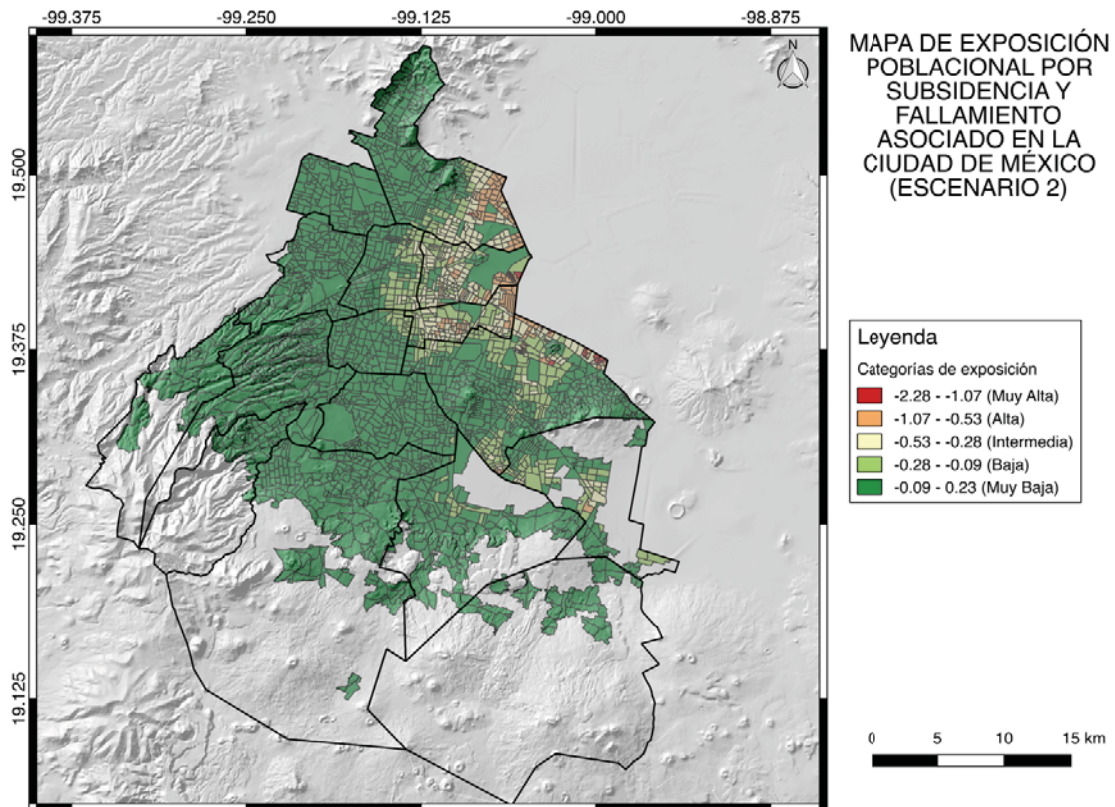 -99.375 -99.250 -99.125 -99.000 -98.875
N
19.500
19.375
19.250
19.125
MAPA DE EXPOSICIÓN
POBLACIONAL POR
SUBSIDENCIA Y
FALLAMIENTO
ASOCIADO EN LA
CIUDAD DE MÉXICO
(ESCENARIO 2)
Leyenda
Categorías de exposición
-2.28 - -1.07 (Muy Alta)
-1.07 - -0.53 (Alta)
-0.53 - -0.28 (Intermedia)
-0.28 - -0.09 (Baja)
-0.09 - 0.23 (Muy Baja)
0 5 10 15 km